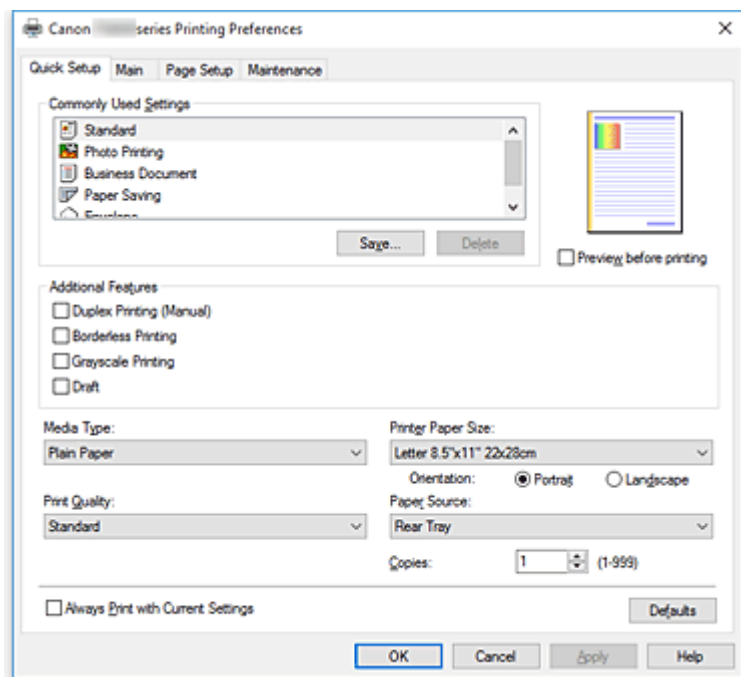 Canon series Printing Preferences
Quick Setup Main Page Setup Maintenance
Commonly Used Settings
Standard
Photo Printing
Business Document
Paper Saving
Envelope
Save... Delete
Preview before printing
Additional Features
Duplex Printing (Manual)
Borderless Printing
Grayscale Printing
Draft
Media Type: Printer Paper Size:
Plain Paper Letter 8.5"x11" 22x28cm
Orientation: Portrait Landscape
Print Quality: Paper Source:
Standard Rear Tray
Copies: 1 (1-999)
Always Print with Current Settings Defaults
OK Cancel Apply Help